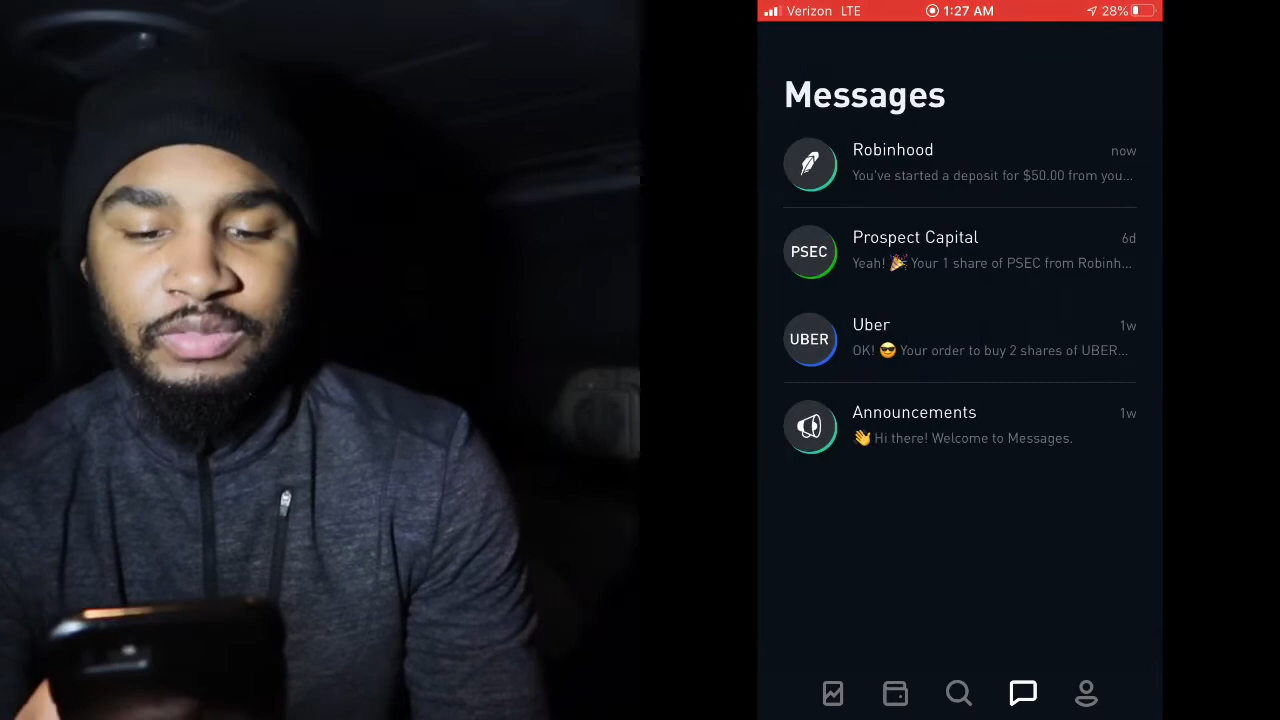 Verizon LTE 1:27 AM 28%
Messages
Robinhood now
You've started a deposit for $50.00 from you...
PSEC
Prospect Capital 6d
Yeah! 🎉 Your 1 share of PSEC from Robinh...
UBER
Uber 1w
OK! 😎 Your order to buy 2 shares of UBER...
Announcements 1w
👋 Hi there! Welcome to Messages.